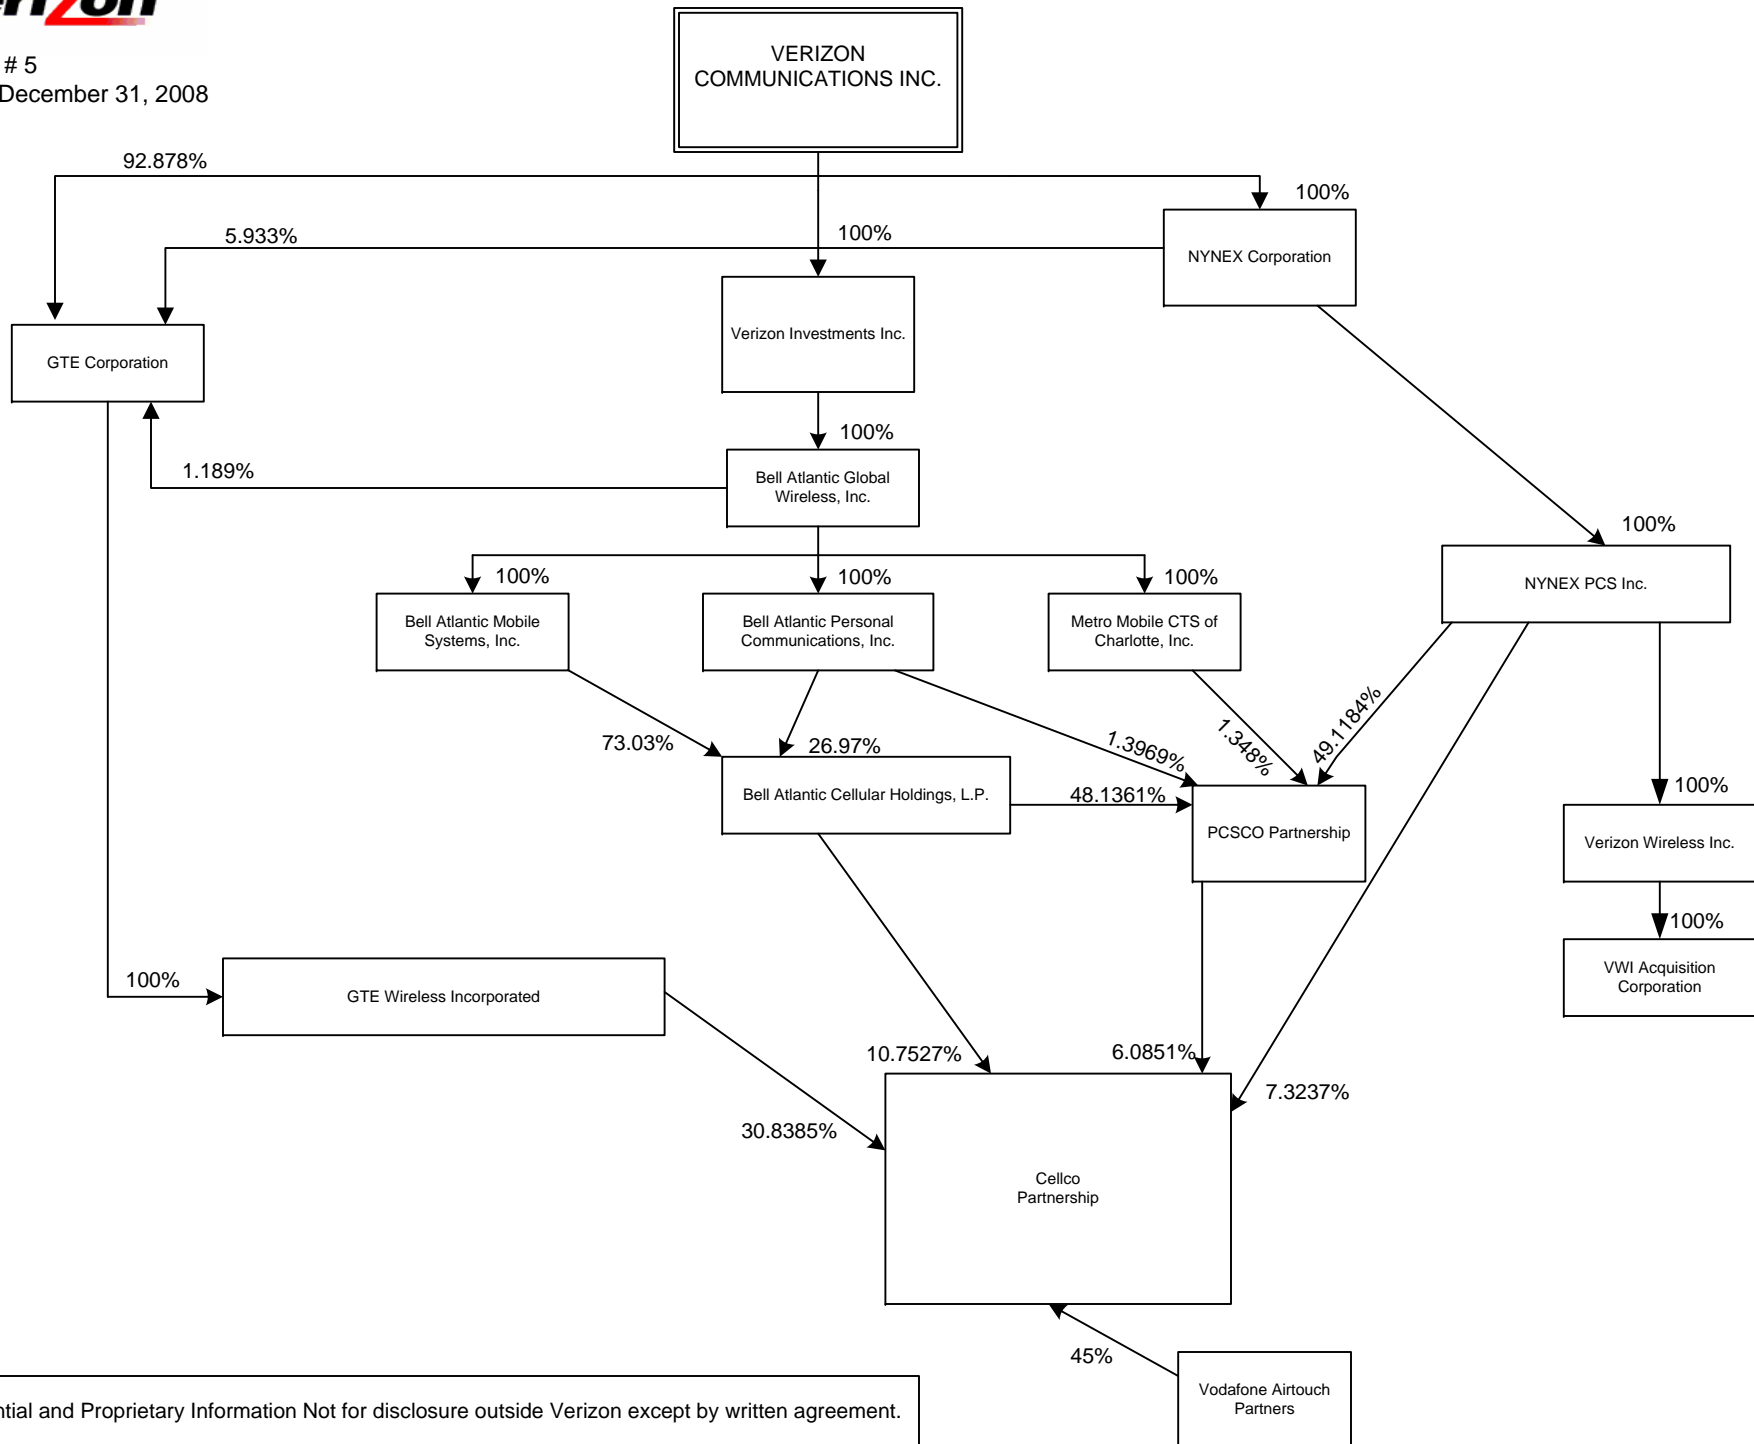 # 5
December 31, 2008
VERIZON
COMMUNICATIONS INC.
92.878%
100%
5.933%
100%
NYNEX Corporation
Verizon Investments Inc.
GTE Corporation
100%
1.189%
Bell Atlantic Global
Wireless, Inc.
100%
100%
100%
100%
NYNEX PCS Inc.
Bell Atlantic Mobile
Systems, Inc.
Bell Atlantic Personal
Communications, Inc.
Metro Mobile CTS of
Charlotte, Inc.
73.03%
26.97%
1.3969%
1.348%
49.1184%
100%
Bell Atlantic Cellular Holdings, L.P.
48.1361%
PCSCO Partnership
Verizon Wireless Inc.
100%
VWI Acquisition
Corporation
100%
GTE Wireless Incorporated
10.7527%
6.0851%
7.3237%
30.8385%
Cellco
Partnership
45%
Vodafone Airtouch
Partners
and Proprietary Information Not for disclosure outside Verizon except by written agreement.